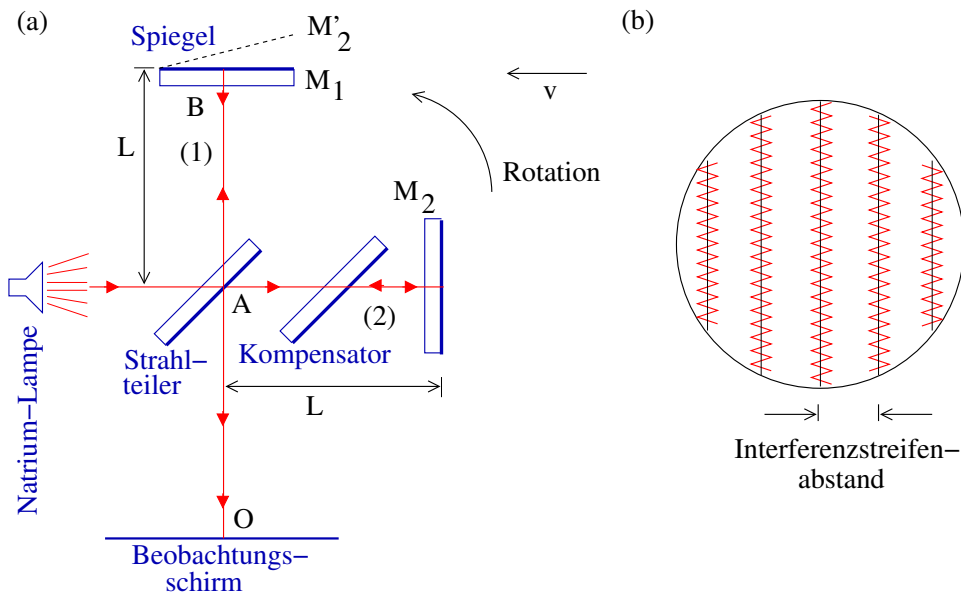 (a)
Spiegel
M'2
M1
B
L
(1)
v
Rotation
M2
A
(2)
Strahl–
teiler
Kompensator
L
Natrium–Lampe
O
Beobachtungs–
schirm
(b)
Interferenzstreifen–
abstand